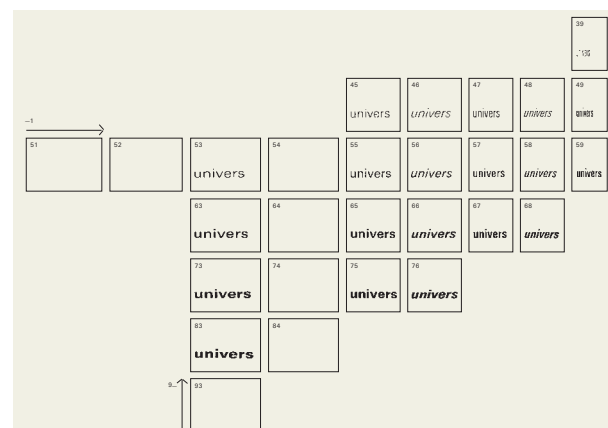 39
45 46 47 48 49
univers univers univers univers univers
–1
51 52 53 54 55 56 57 58 59
univers univers univers univers univers univers
63 64 65 66 67 68
univers univers univers univers univers
73 74 75 76
univers univers univers
83 84
univers
9... 93